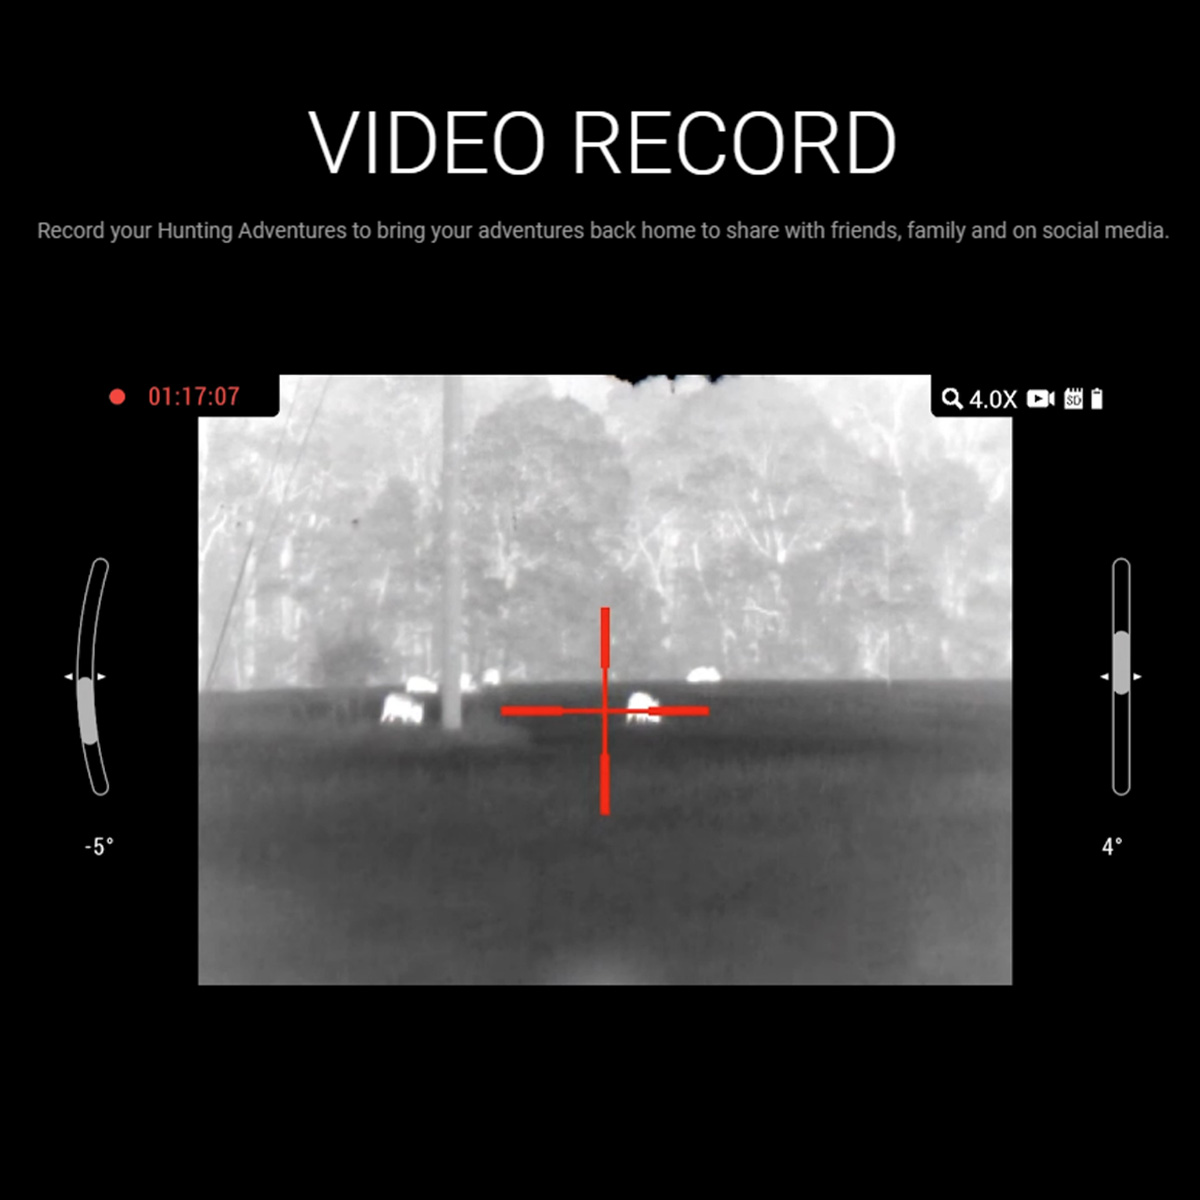 VIDEO RECORD
Record your Hunting Adventures to bring your adventures back home to share with friends, family and on social media.
01:17:07
4.0X
SD
-5°
4°